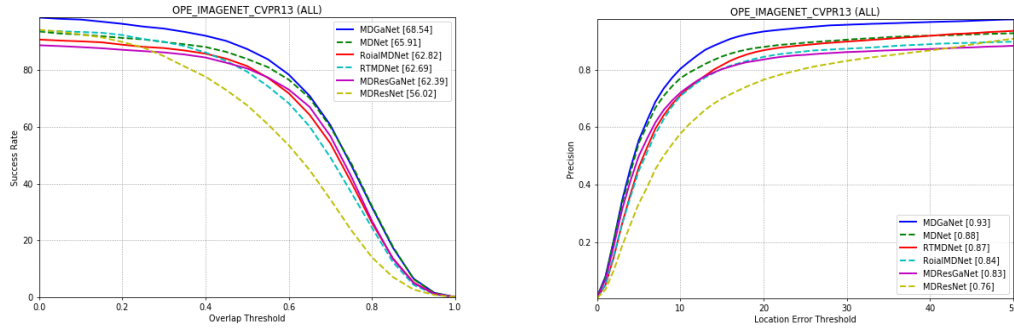 OPE_IMAGENET_CVPR13 (ALL)
Success Rate
80
60
40
20
0
MDGaNet [68.54]
MDNet [65.91]
RoialMDNet [62.82]
RTMDNet [62.69]
MDResGaNet [62.39]
MDResNet [56.02]
0.0 0.2 0.4 0.6 0.8 1.0
Overlap Threshold
OPE_IMAGENET_CVPR13 (ALL)
Precision
0.8
0.6
0.4
0.2
MDGaNet [0.93]
MDNet [0.88]
RTMDNet [0.87]
RoialMDNet [0.84]
MDResGaNet [0.83]
MDResNet [0.76]
0 10 20 30 40 50
Location Error Threshold